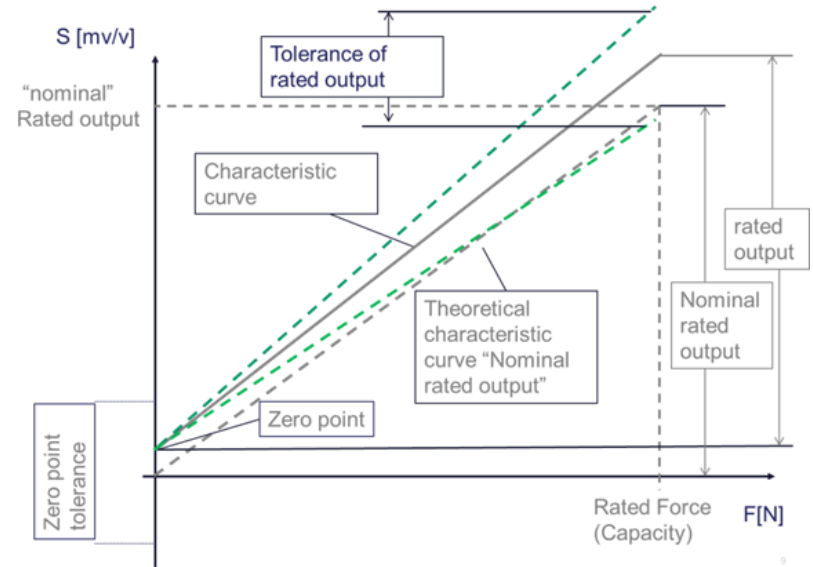 S [mv/v]
Tolerance of
rated output
“nominal”
Rated output
Characteristic
curve
rated
output
Nominal
rated
output
Theoretical
characteristic
curve “Nominal
rated output”
Zero point
Zero point
tolerance
Rated Force
(Capacity)
F[N]
9